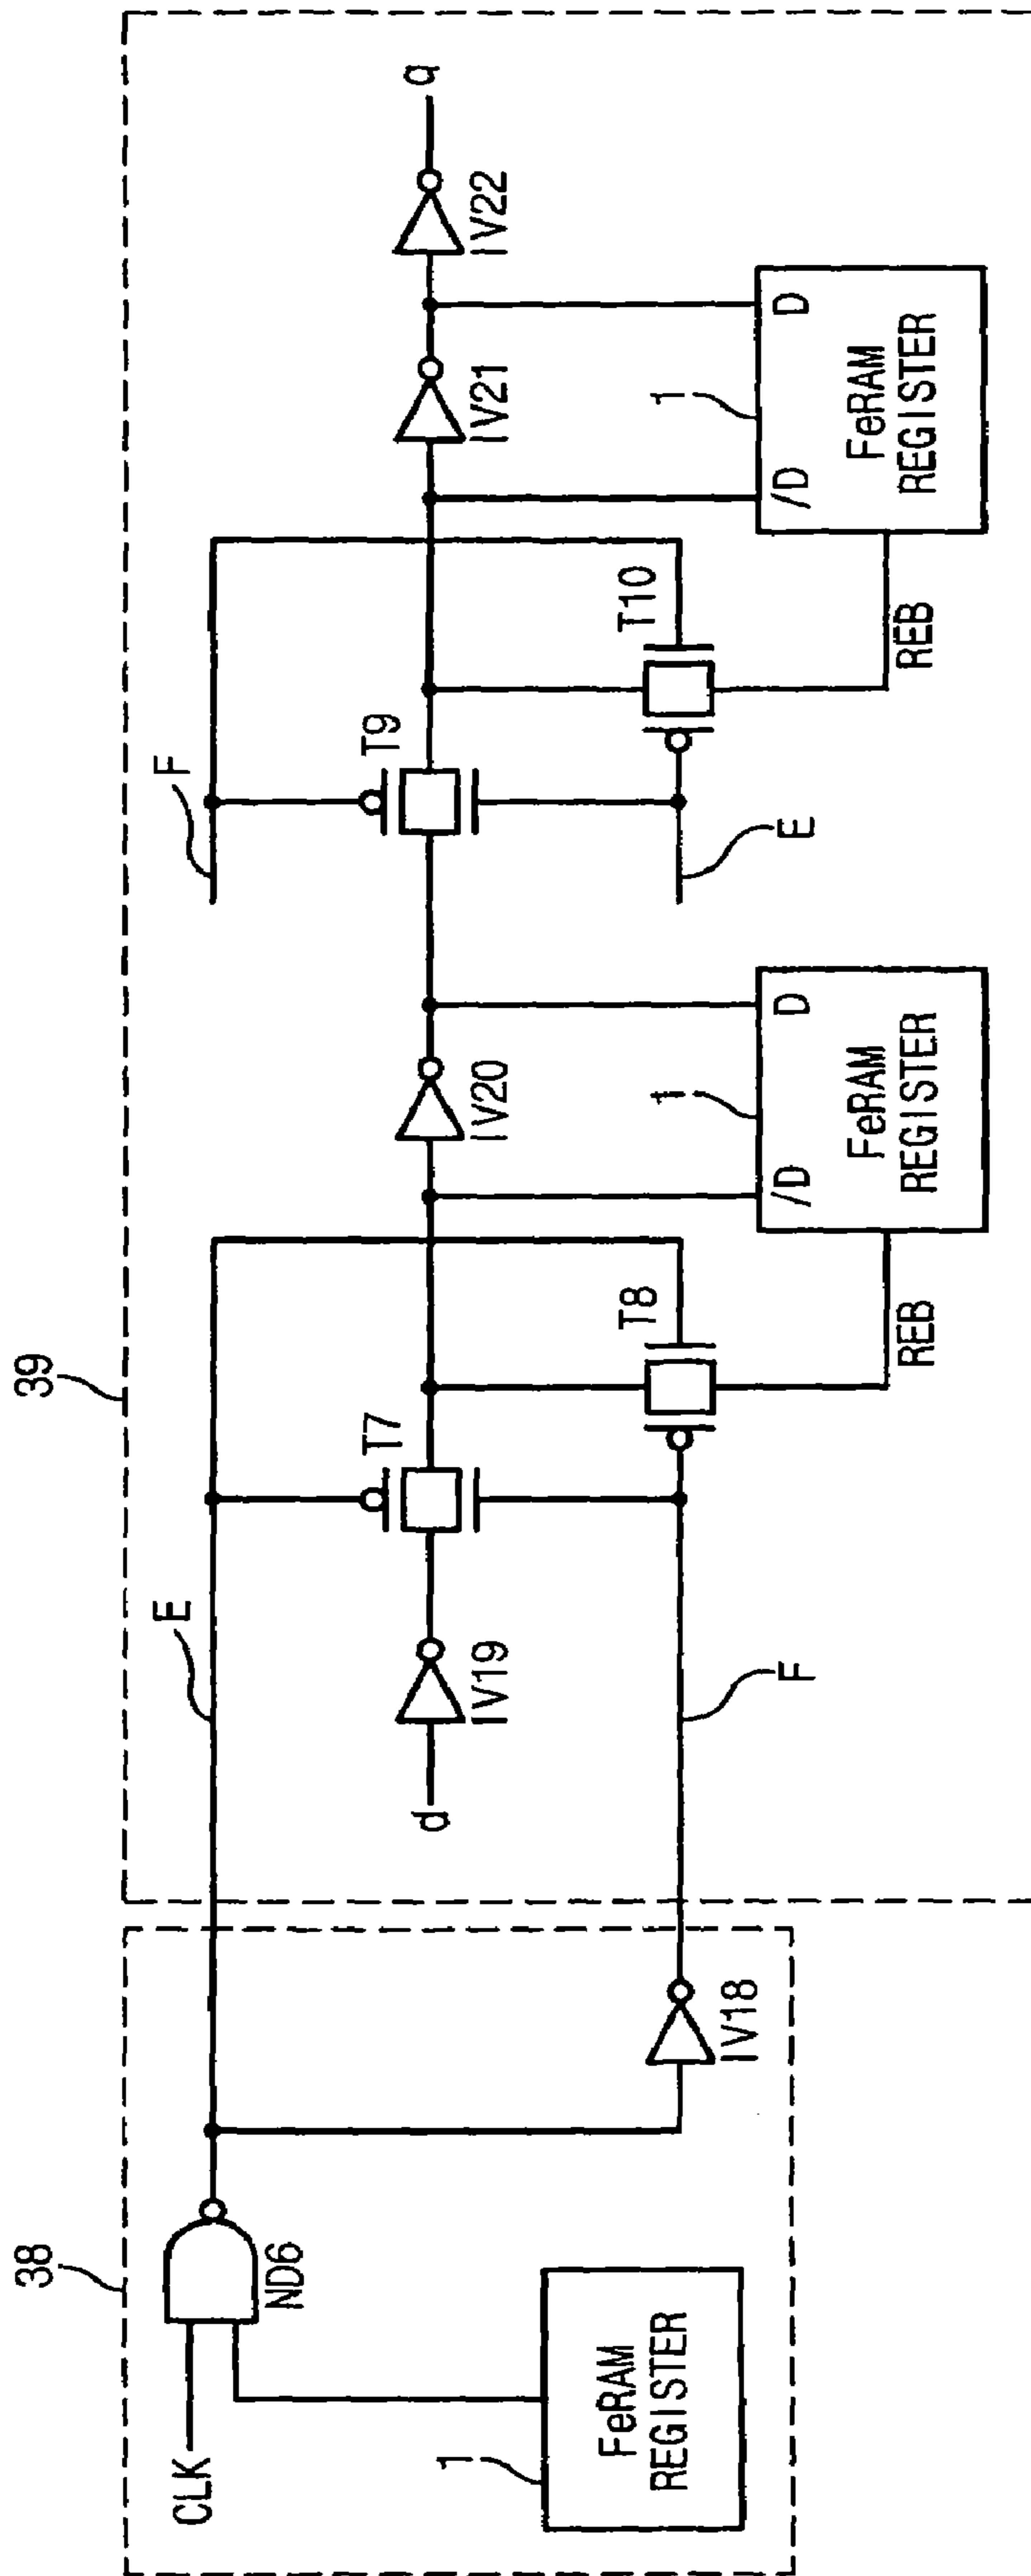 38
39
CLK
ND6
1
FeRAM
REGISTER
IV18
E
F
d
IV19
T7
T8
REB
IV20
1
/D
D
FeRAM
REGISTER
F
E
T9
T10
REB
IV21
IV22
q
1
/D
D
FeRAM
REGISTER